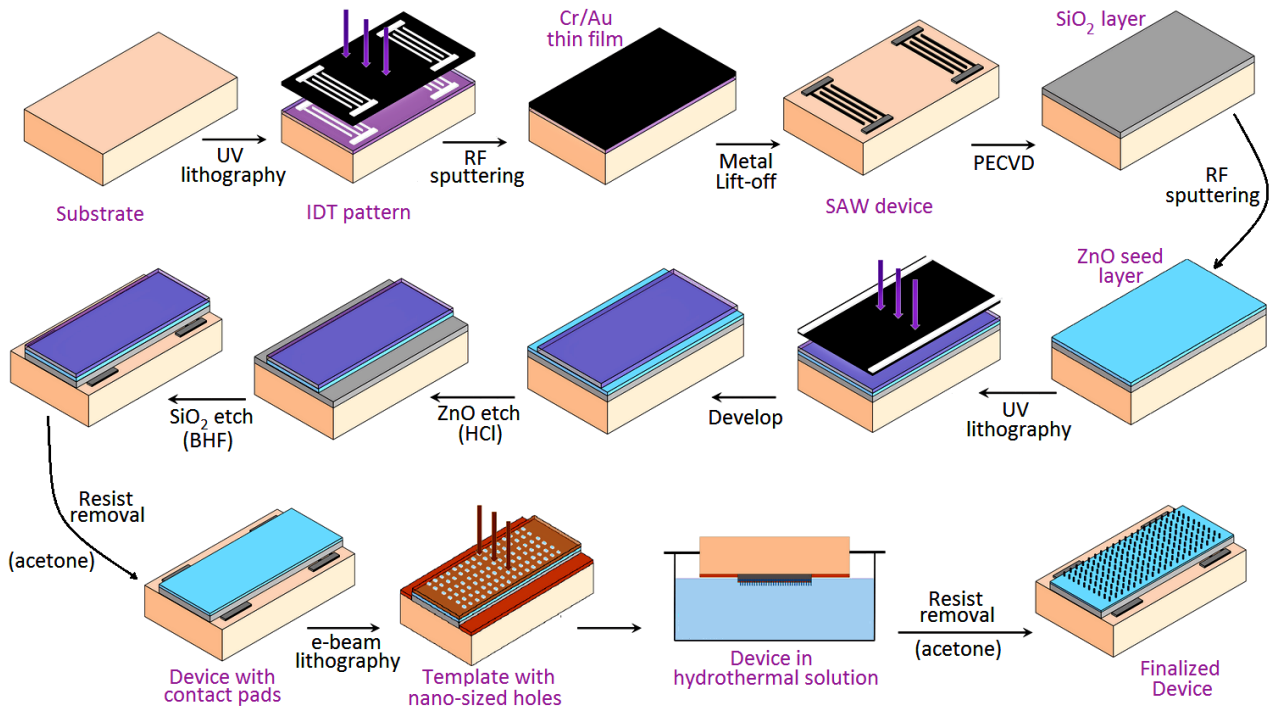 Substrate
UV
lithography
IDT pattern
RF
sputtering
Cr/Au
thin film
Metal
Lift-off
SAW device
PECVD
SiO₂ layer
RF
sputtering
ZnO seed
layer
UV
lithography
Develop
ZnO etch
(HCl)
SiO₂ etch
(BHF)
Resist
removal
(acetone)
Device with
contact pads
e-beam
lithography
Template with
nano-sized holes
Device in
hydrothermal solution
Resist
removal
(acetone)
Finalized
Device